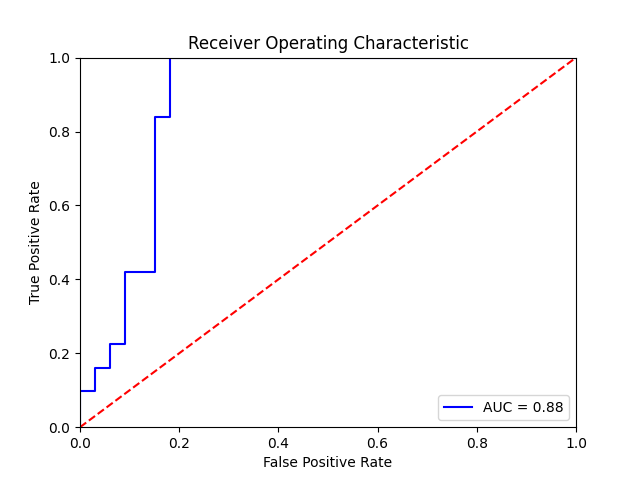 Receiver Operating Characteristic
True Positive Rate
1.0
0.8
0.6
0.4
0.2
0.0
AUC = 0.88
0.0 0.2 0.4 0.6 0.8 1.0
False Positive Rate